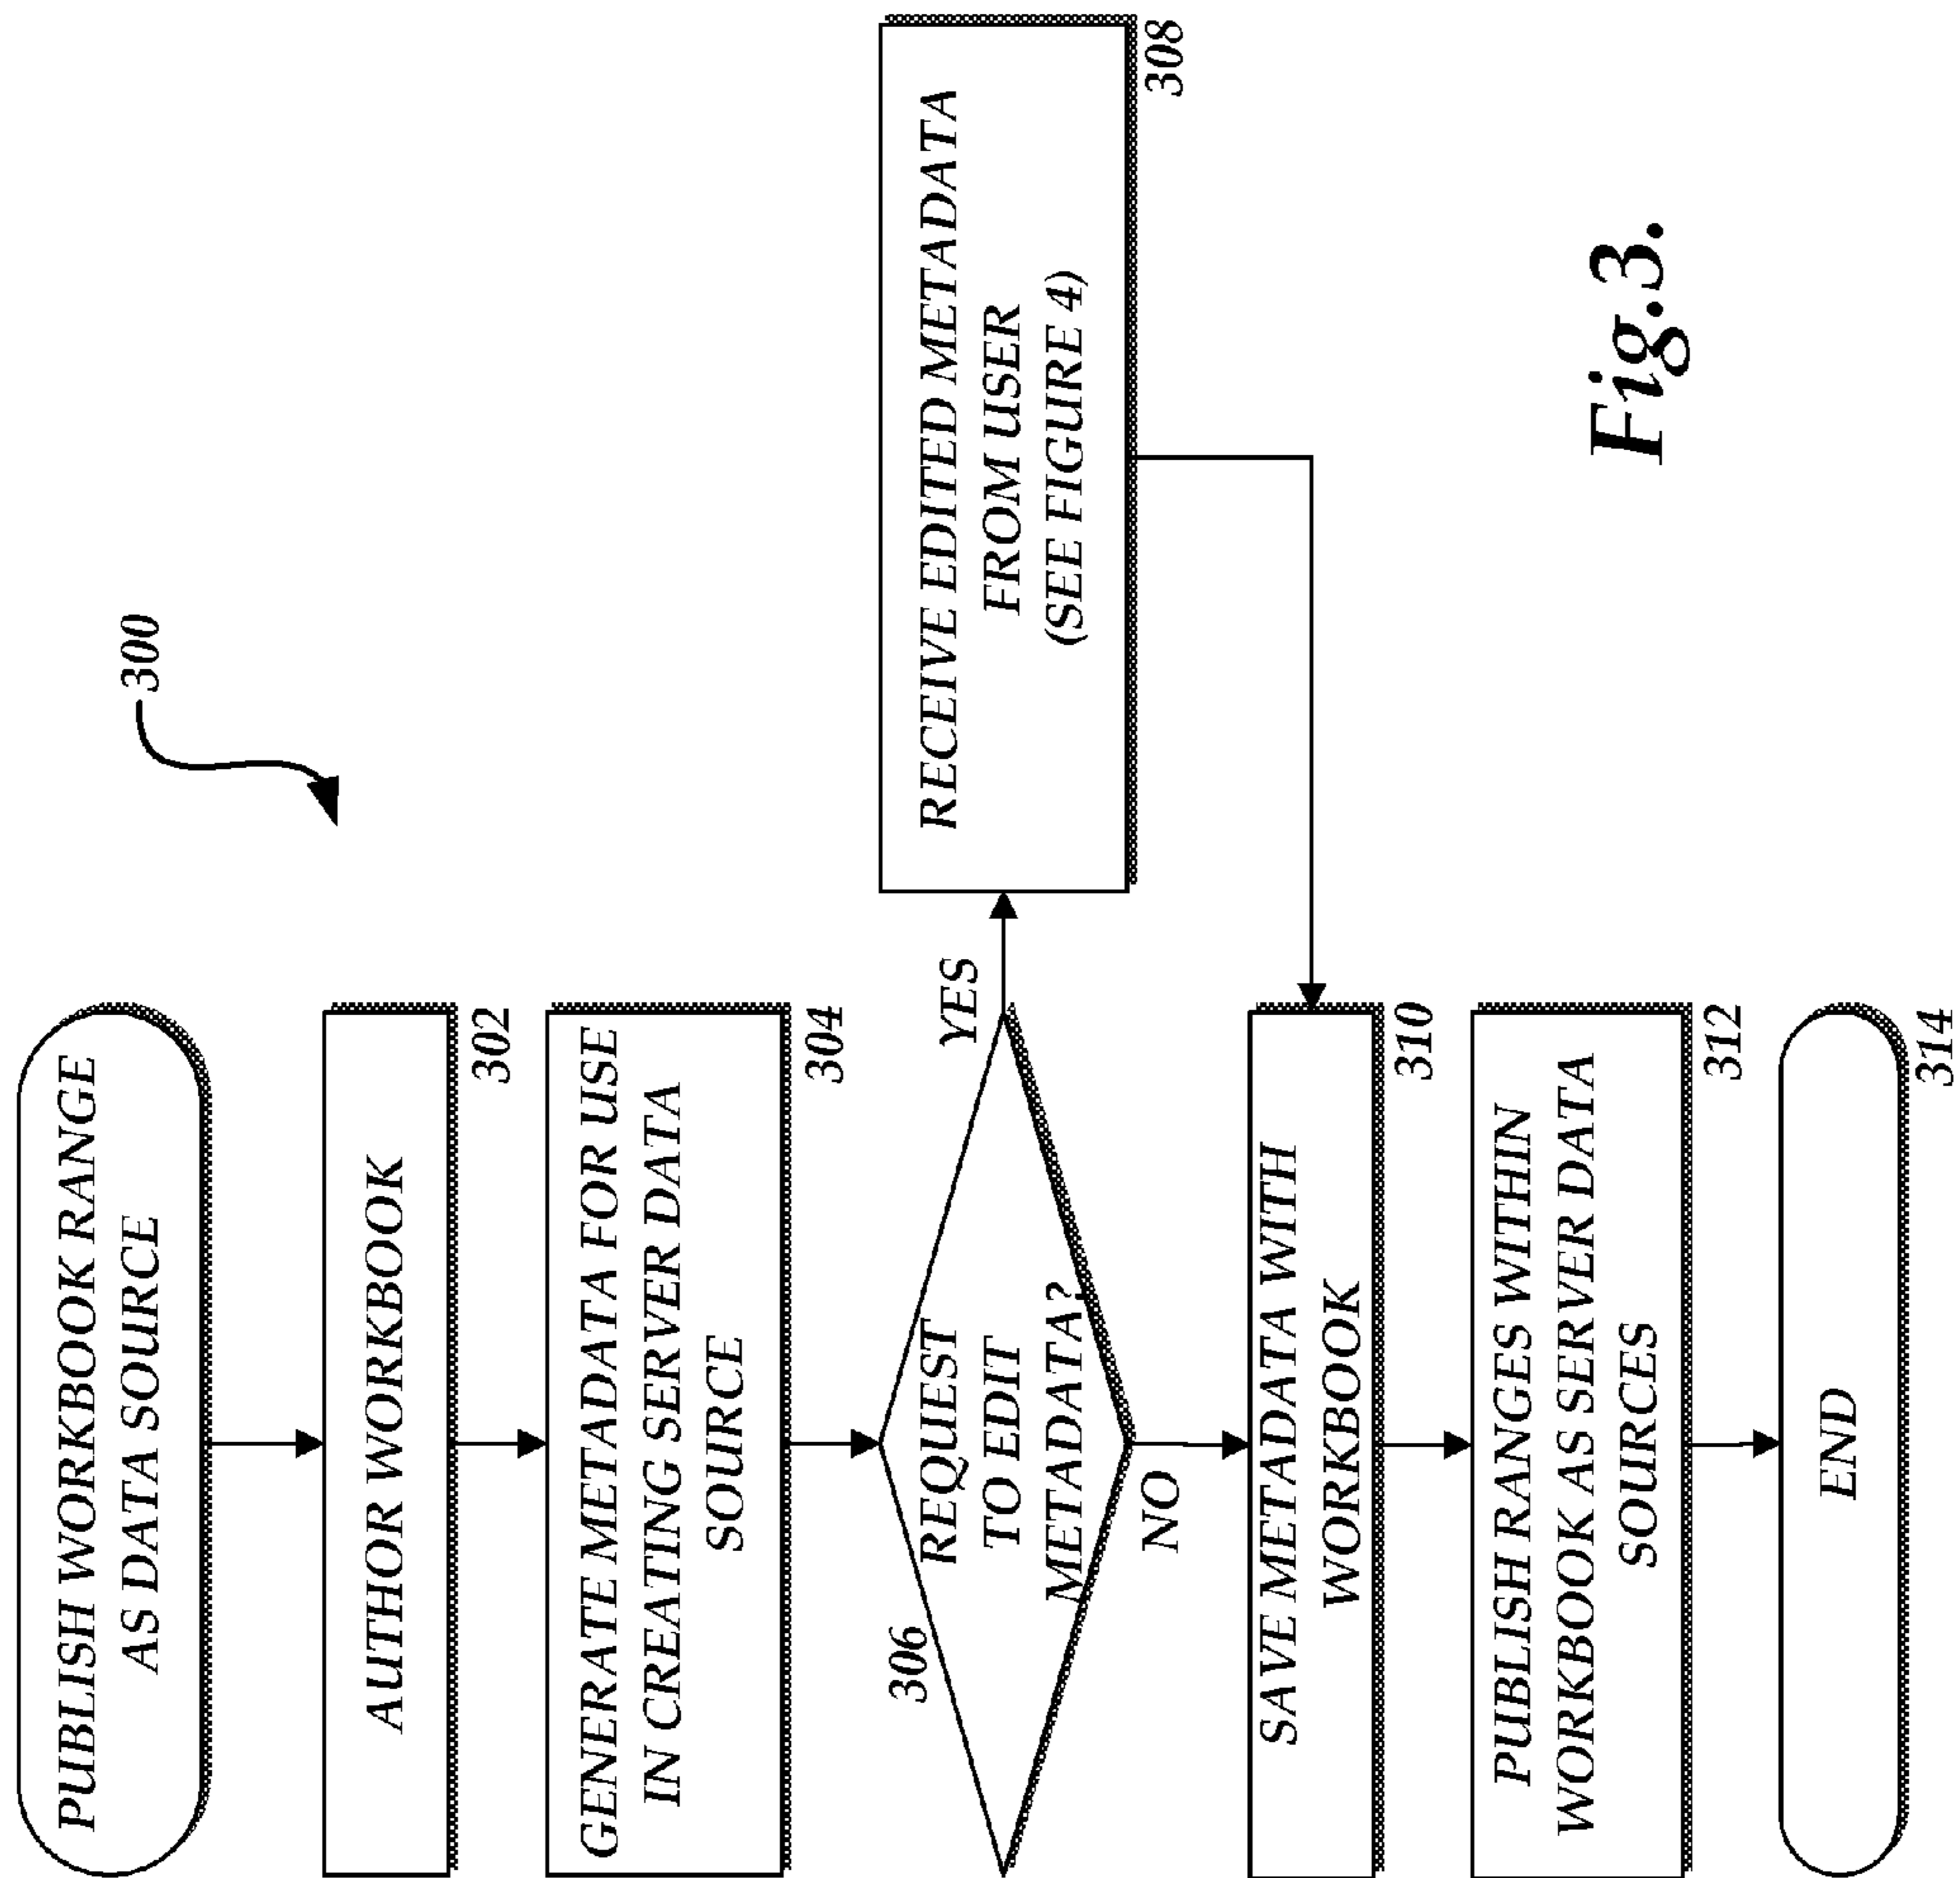 300
PUBLISH WORKBOOK RANGE
AS DATA SOURCE
AUTHOR WORKBOOK
302
GENERATE METADATA FOR USE
IN CREATING SERVER DATA
SOURCE
304
306
REQUEST
TO EDIT
METADATA?
YES
NO
RECEIVE EDITED METADATA
FROM USER
(SEE FIGURE 4)
308
SAVE METADATA WITH
WORKBOOK
310
PUBLISH RANGES WITHIN
WORKBOOK AS SERVER DATA
SOURCES
312
END
314
Fig.3.